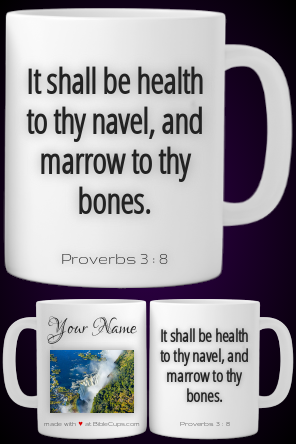 It shall be health
to thy navel, and
marrow to thy
bones.
Proverbs 3:8
Your Name
made with ♥ at BibleCups.com
It shall be health
to thy navel, and
marrow to thy
bones.
Proverbs 3:8